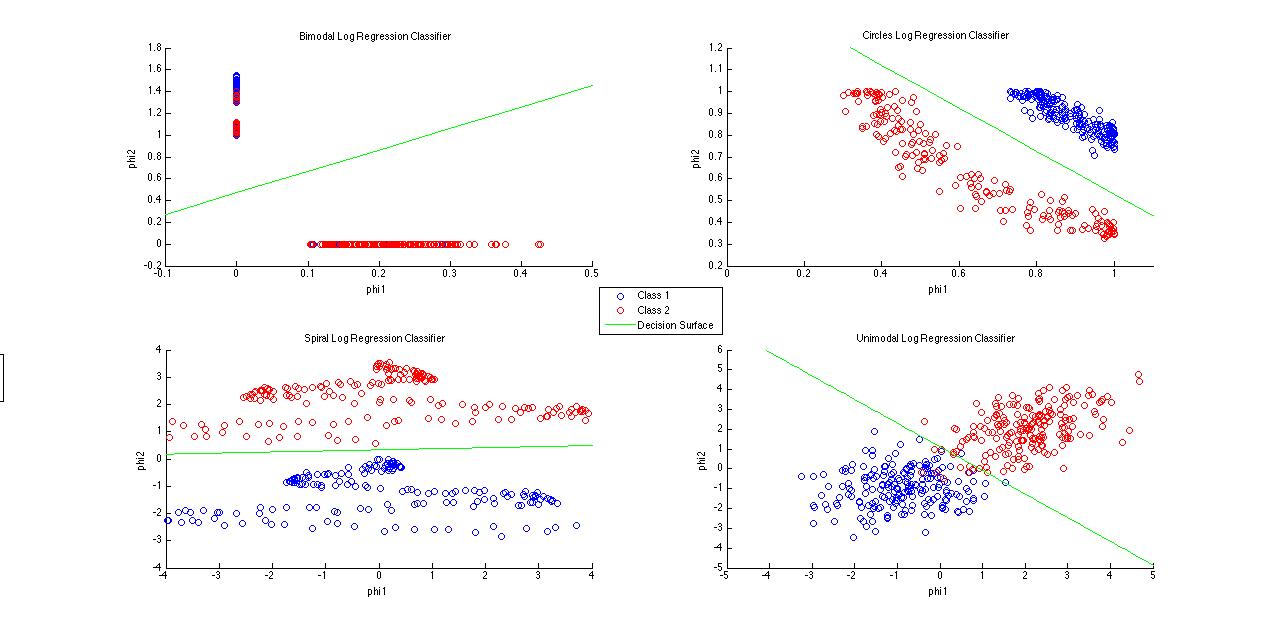 Bimodal Log Regression Classifier
1.8
1.6
1.4
1.2
1
0.8
0.6
0.4
0.2
0
-0.2
phi2
-0.1 0 0.1 0.2 0.3 0.4 0.5
phi1
Circles Log Regression Classifier
1.2
1.1
1
0.9
0.8
0.7
0.6
0.5
0.4
0.3
0.2
phi2
0 0.2 0.4 0.6 0.8 1
phi1
Class 1
Class 2
Decision Surface
Spiral Log Regression Classifier
4
3
2
1
0
-1
-2
-3
-4
phi2
-4 -3 -2 -1 0 1 2 3 4
phi1
Unimodal Log Regression Classifier
6
5
4
3
2
1
0
-1
-2
-3
-4
-5
phi2
-5 -4 -3 -2 -1 0 1 2 3 4 5
phi1